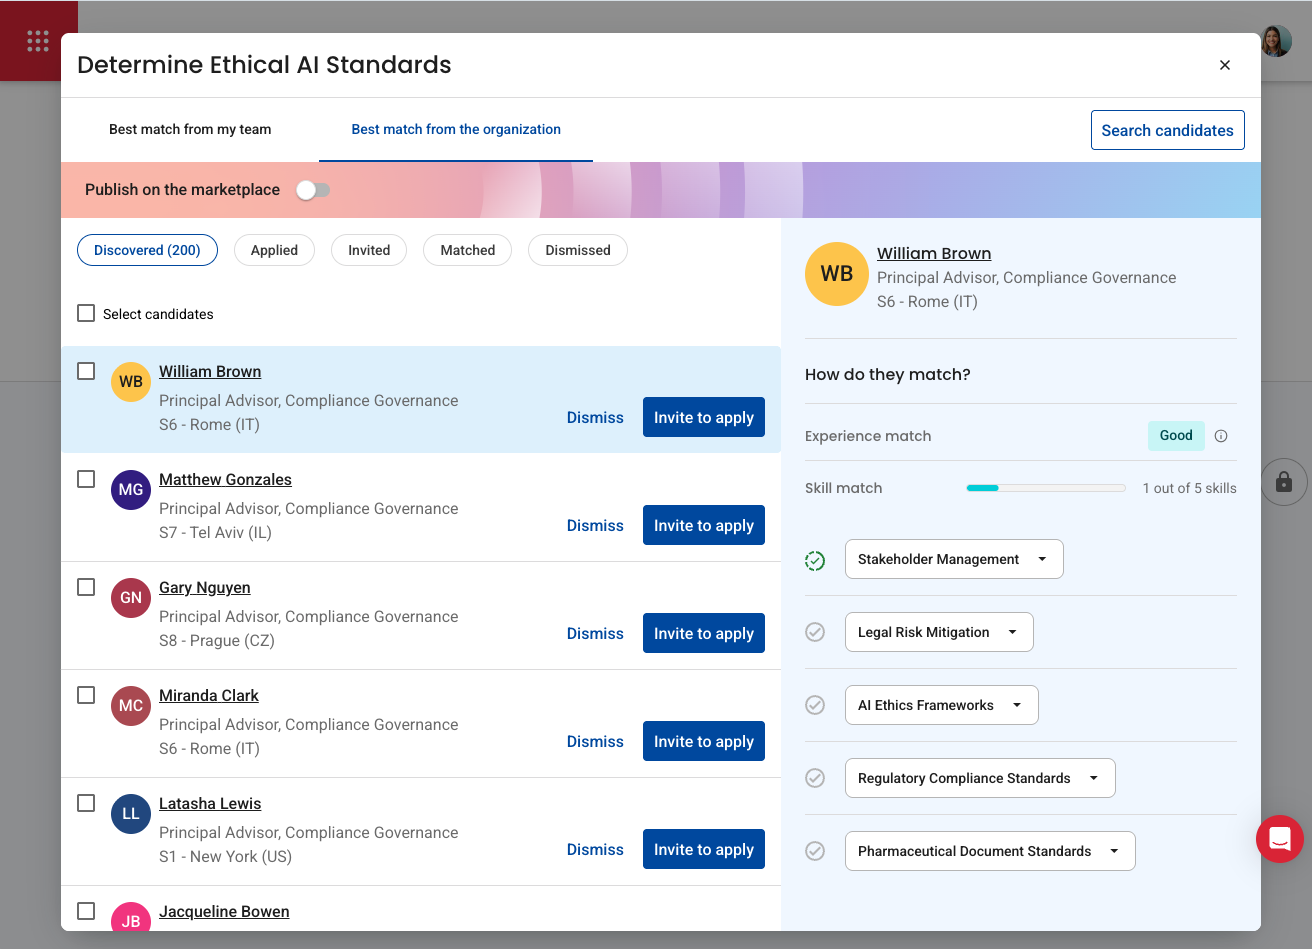 Determine Ethical AI Standards
Best match from my team
Best match from the organization
Search candidates
Publish on the marketplace
Discovered (200)
Applied
Invited
Matched
Dismissed
Select candidates
WB
William Brown
Principal Advisor, Compliance Governance
S6 - Rome (IT)
Dismiss
Invite to apply
MG
Matthew Gonzales
Principal Advisor, Compliance Governance
S7 - Tel Aviv (IL)
Dismiss
Invite to apply
GN
Gary Nguyen
Principal Advisor, Compliance Governance
S8 - Prague (CZ)
Dismiss
Invite to apply
MC
Miranda Clark
Principal Advisor, Compliance Governance
S6 - Rome (IT)
Dismiss
Invite to apply
LL
Latasha Lewis
Principal Advisor, Compliance Governance
S1 - New York (US)
Dismiss
Invite to apply
JB
Jacqueline Bowen
WB
William Brown
Principal Advisor, Compliance Governance
S6 - Rome (IT)
How do they match?
Experience match
Good
Skill match
1 out of 5 skills
Stakeholder Management
Legal Risk Mitigation
AI Ethics Frameworks
Regulatory Compliance Standards
Pharmaceutical Document Standards